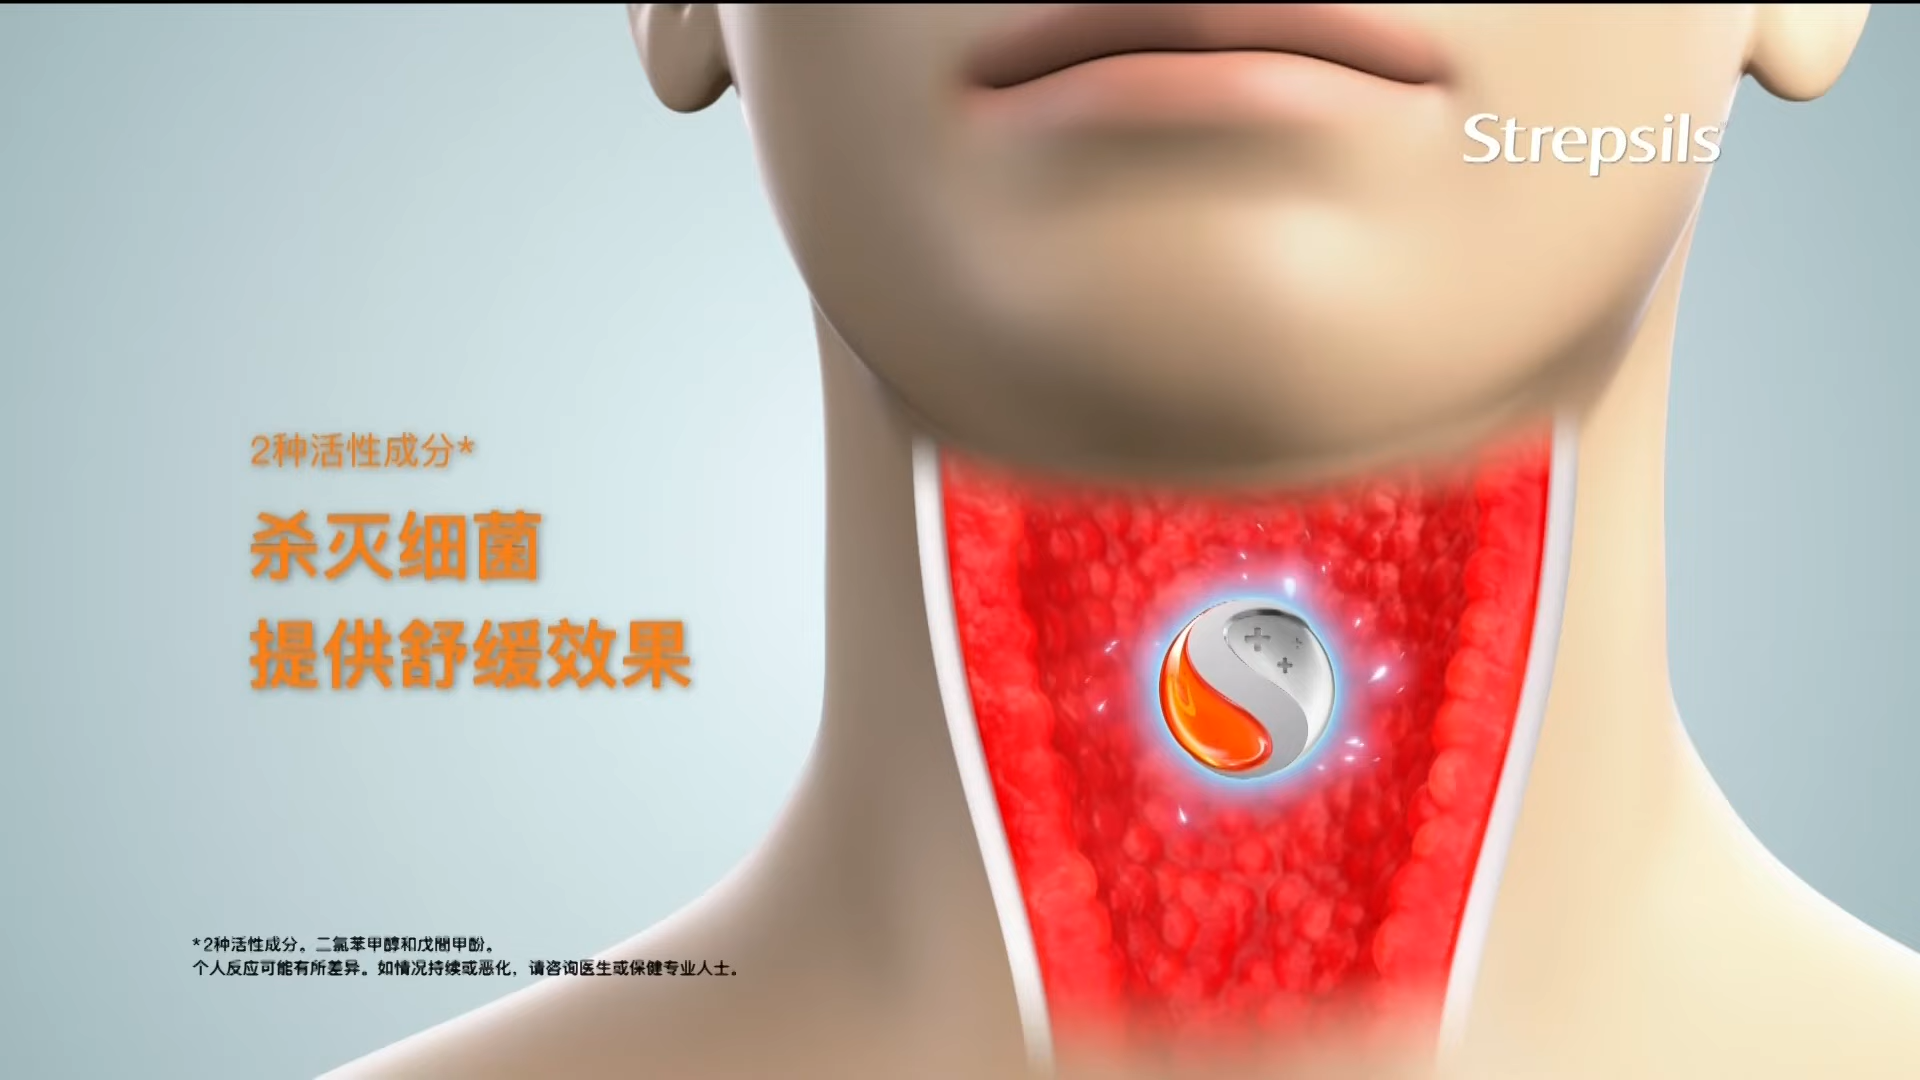 Strepsils
2种活性成分*
杀灭细菌
提供舒缓效果
*2种活性成分。二氯苯甲醇和戊間甲酚。
个人反应可能有所差异。如情况持续或恶化，请咨询医生或保健专业人士。